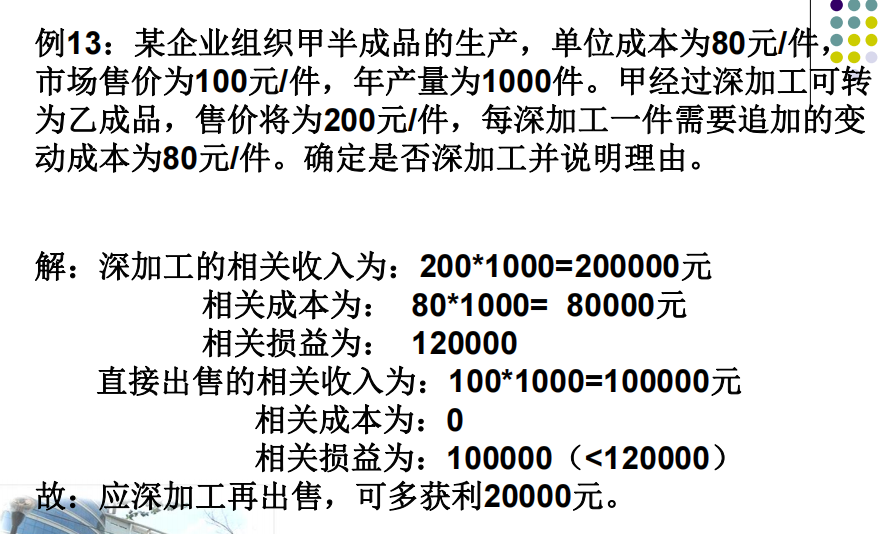 例13：某企业组织甲半成品的生产，单位成本为80元/件，
市场售价为100元/件，年产量为1000件。甲经过深加工可转
为乙成品，售价将为200元/件，每深加工一件需要追加的变
动成本为80元/件。确定是否深加工并说明理由。
解：深加工的相关收入为：200*1000=200000元
相关成本为： 80*1000= 80000元
相关损益为： 120000
直接出售的相关收入为：100*1000=100000元
相关成本为：0
相关损益为：100000（<120000）
故：应深加工再出售，可多获利20000元。